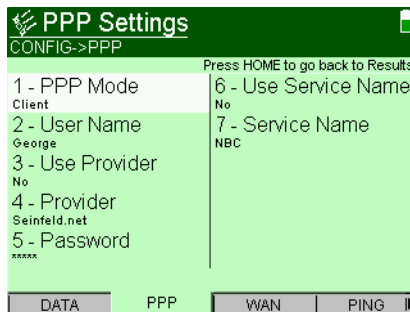 PPP Settings
CONFIG->PPP
Press HOME to go back to Results
1 - PPP Mode
Client
2 - User Name
George
3 - Use Provider
No
4 - Provider
Seinfeld.net
5 - Password
*****
6 - Use Service Name
No
7 - Service Name
NBC
DATA PPP WAN PING